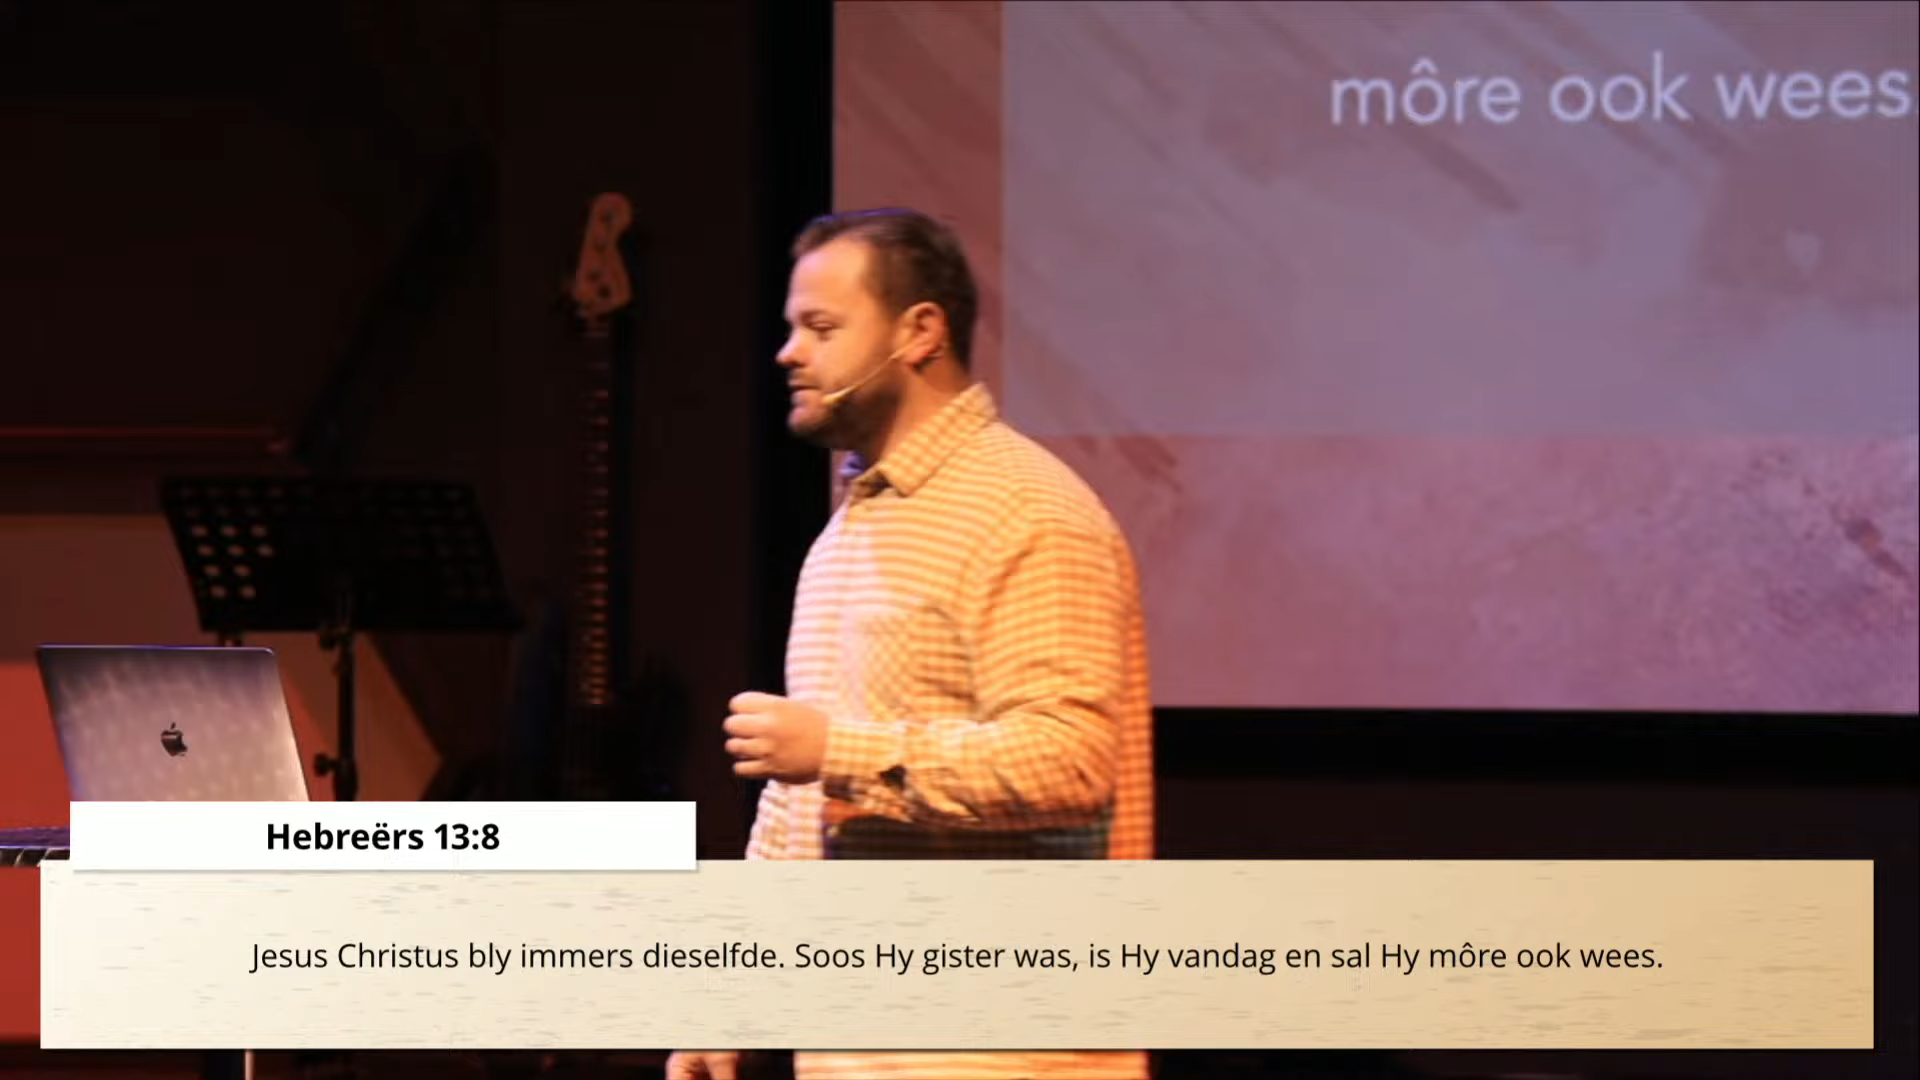 môre ook wees.
Hebreërs 13:8
Jesus Christus bly immers dieselfde. Soos Hy gister was, is Hy vandag en sal Hy môre ook wees.